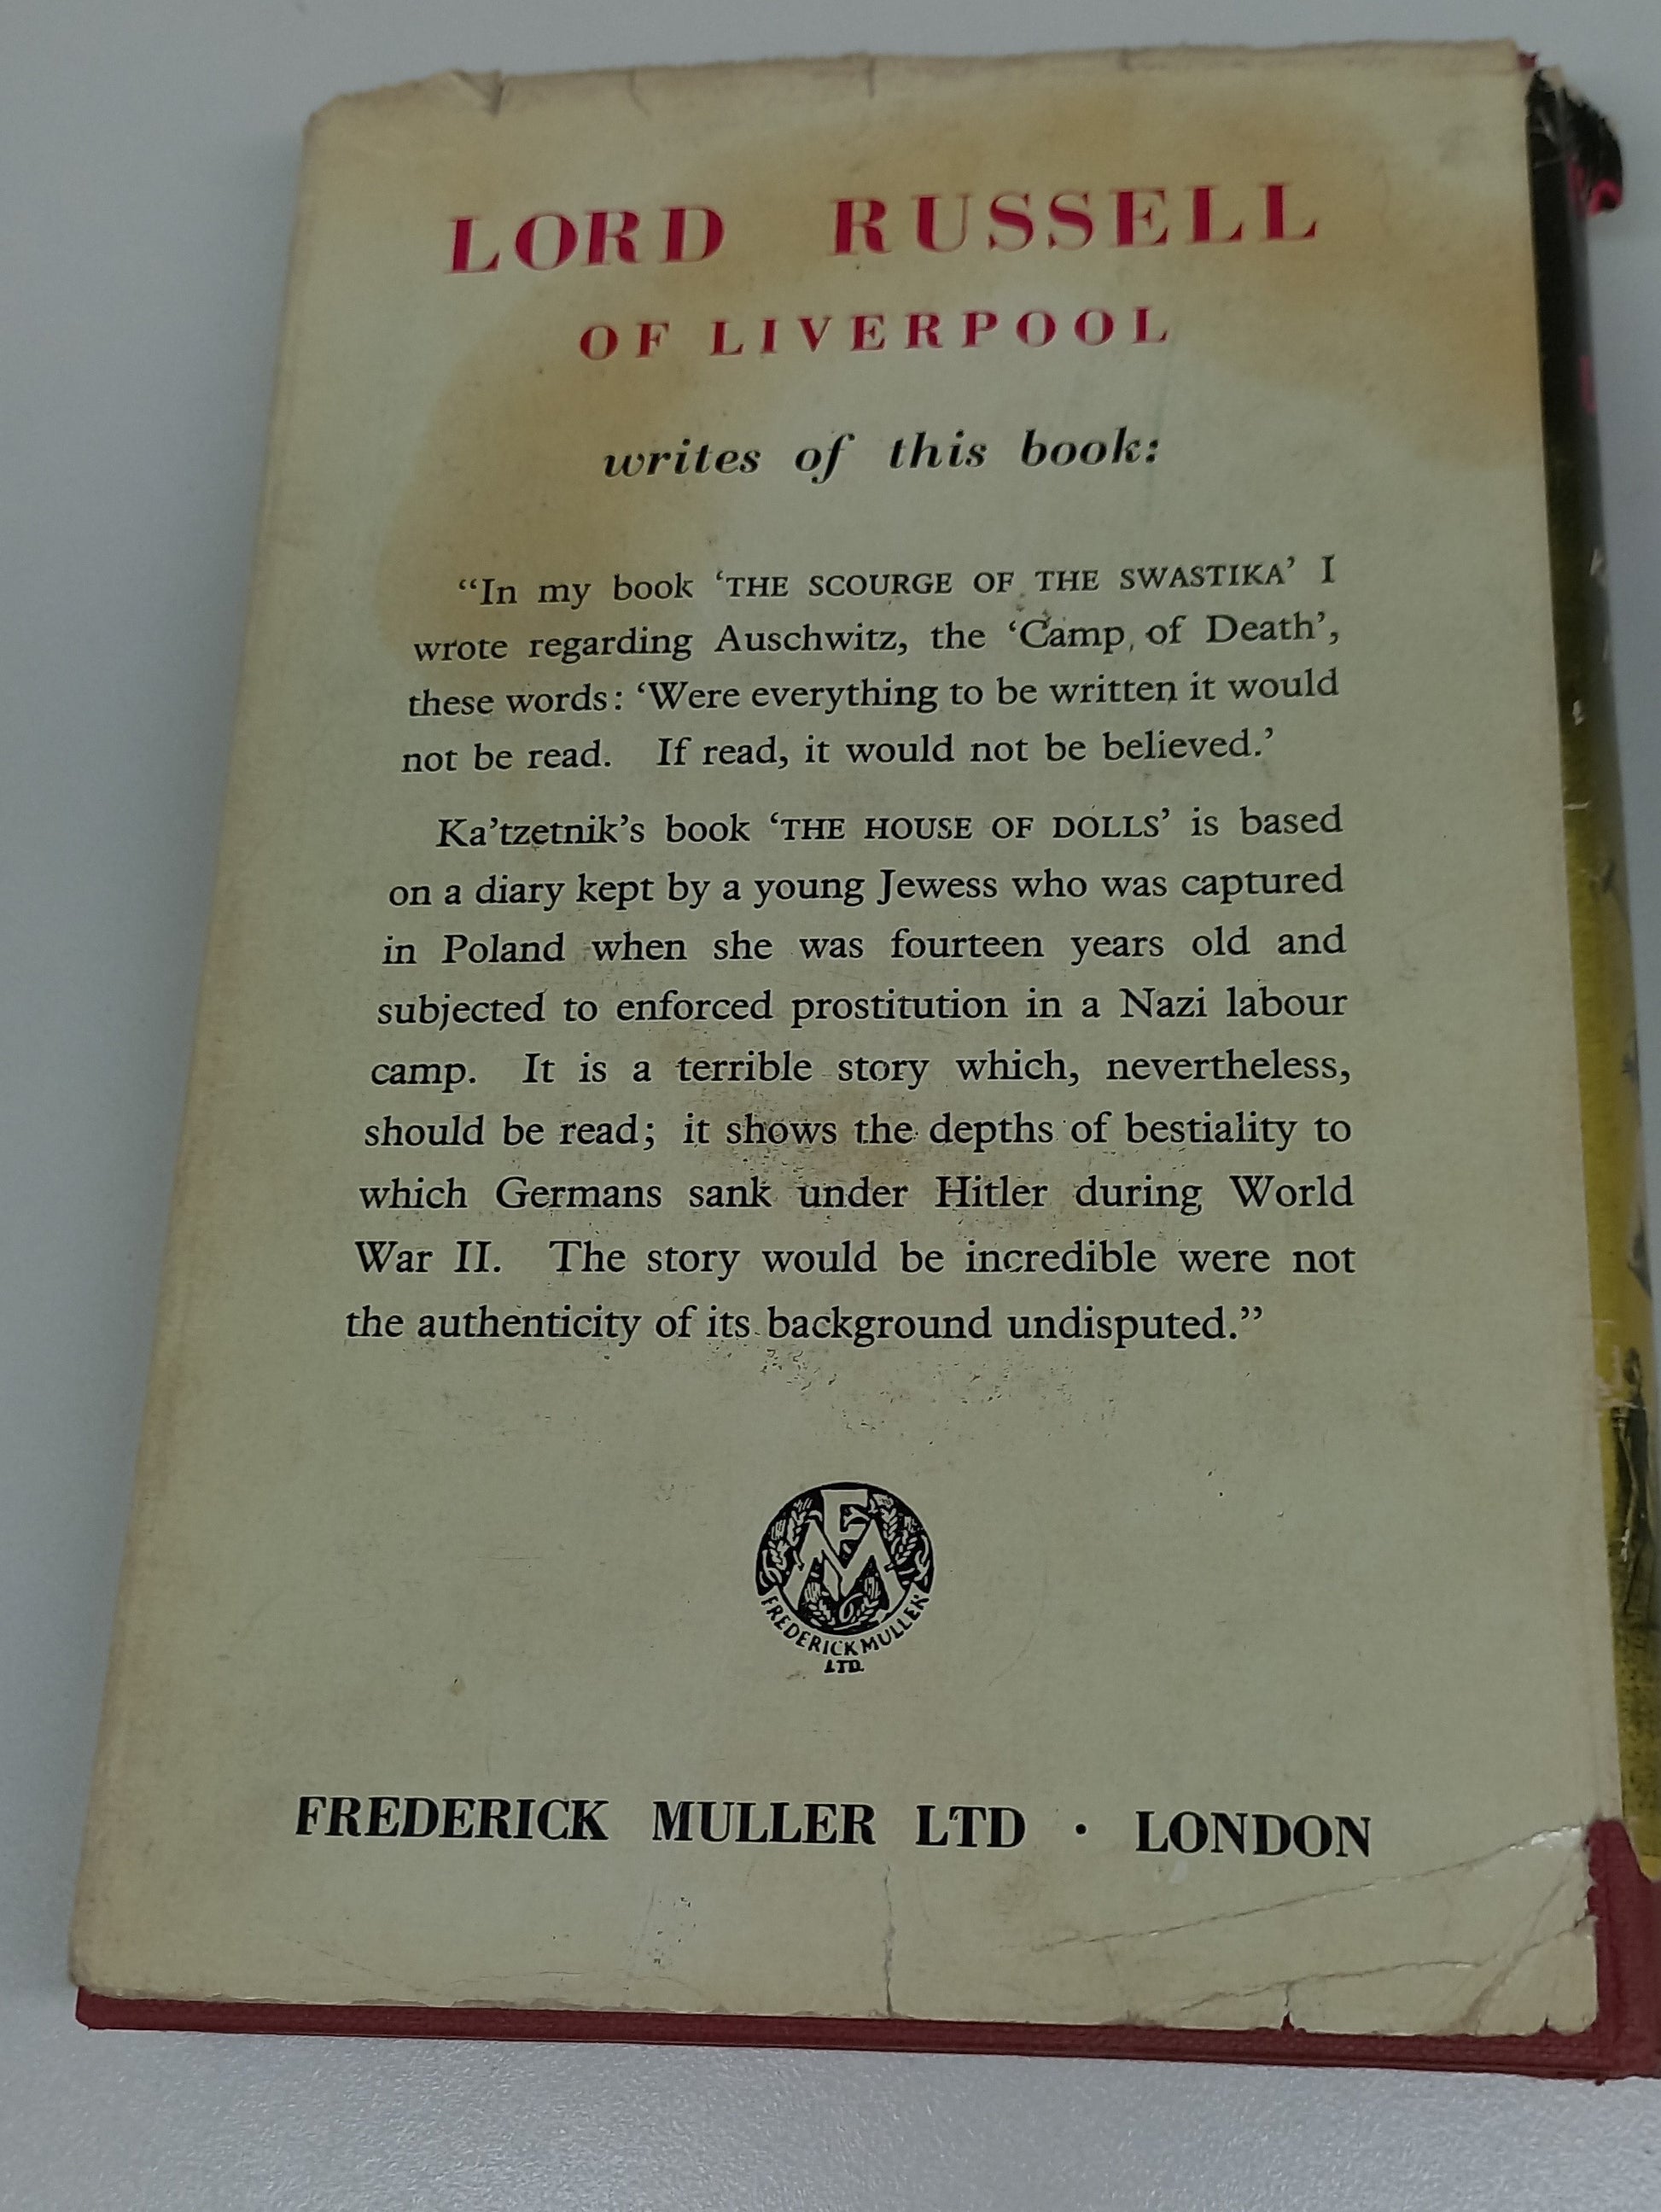 LORD RUSSELL
OF LIVERPOOL
writes of this book:
“In my book ‘THE SCOURGE OF THE SWASTIKA’ I
wrote regarding Auschwitz, the ‘Camp of Death’,
these words: ‘Were everything to be written it would
not be read. If read, it would not be believed.’
Ka’tzetnik’s book ‘THE HOUSE OF DOLLS’ is based
on a diary kept by a young Jewess who was captured
in Poland when she was fourteen years old and
subjected to enforced prostitution in a Nazi labour
camp. It is a terrible story which, nevertheless,
should be read; it shows the depths of bestiality to
which Germans sank under Hitler during World
War II. The story would be incredible were not
the authenticity of its background undisputed.”
FM
FREDERICK MULLER
LTD.
FREDERICK MULLER LTD · LONDON